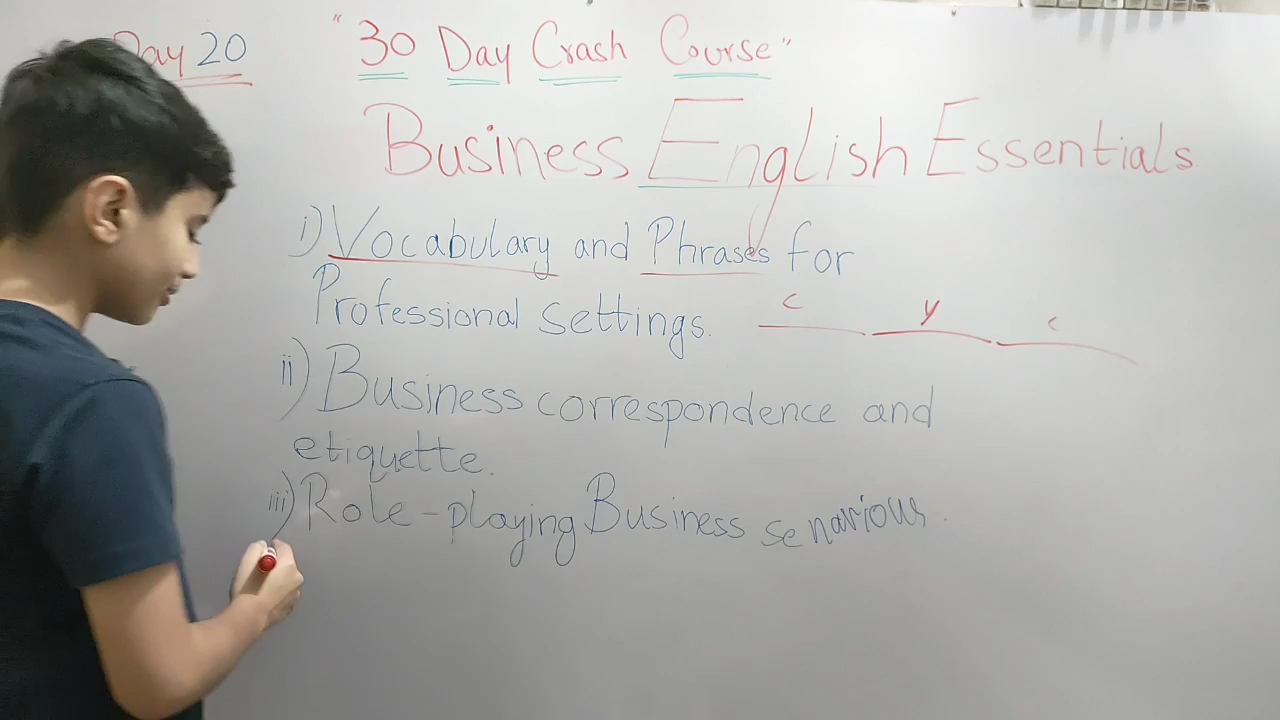 Day 20
"30 Day Crash Course"
Business English Essentials
i) Vocabulary and Phrases for
Professional settings.
c y c
ii) Business correspondence and
etiquette.
iii) Role-playing Business senarious.